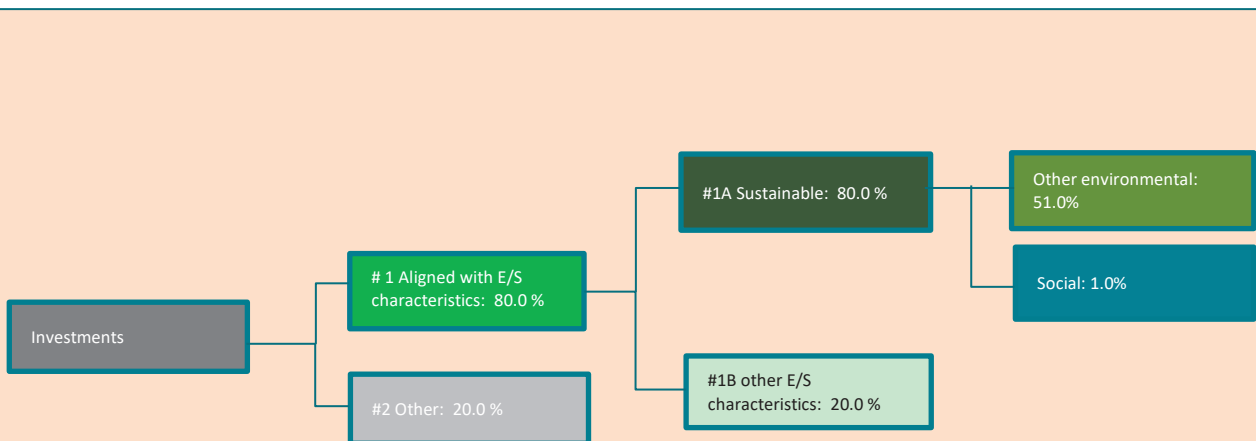 Investments
# 1 Aligned with E/S
characteristics: 80.0 %
#2 Other: 20.0 %
#1A Sustainable: 80.0 %
#1B other E/S
characteristics: 20.0 %
Other environmental:
51.0%
Social: 1.0%